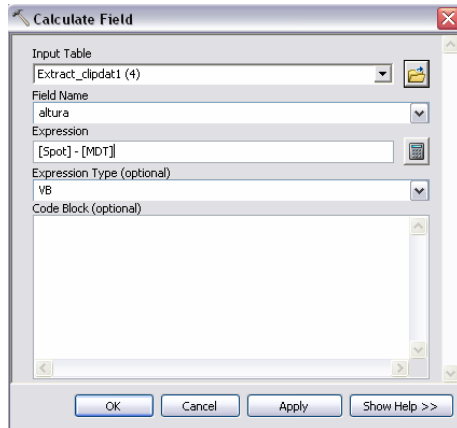 Calculate Field
Input Table
Extract_clipdat1 (4)
Field Name
altura
Expression
[Spot] - [MDT]
Expression Type (optional)
VB
Code Block (optional)
OK Cancel Apply Show Help >>